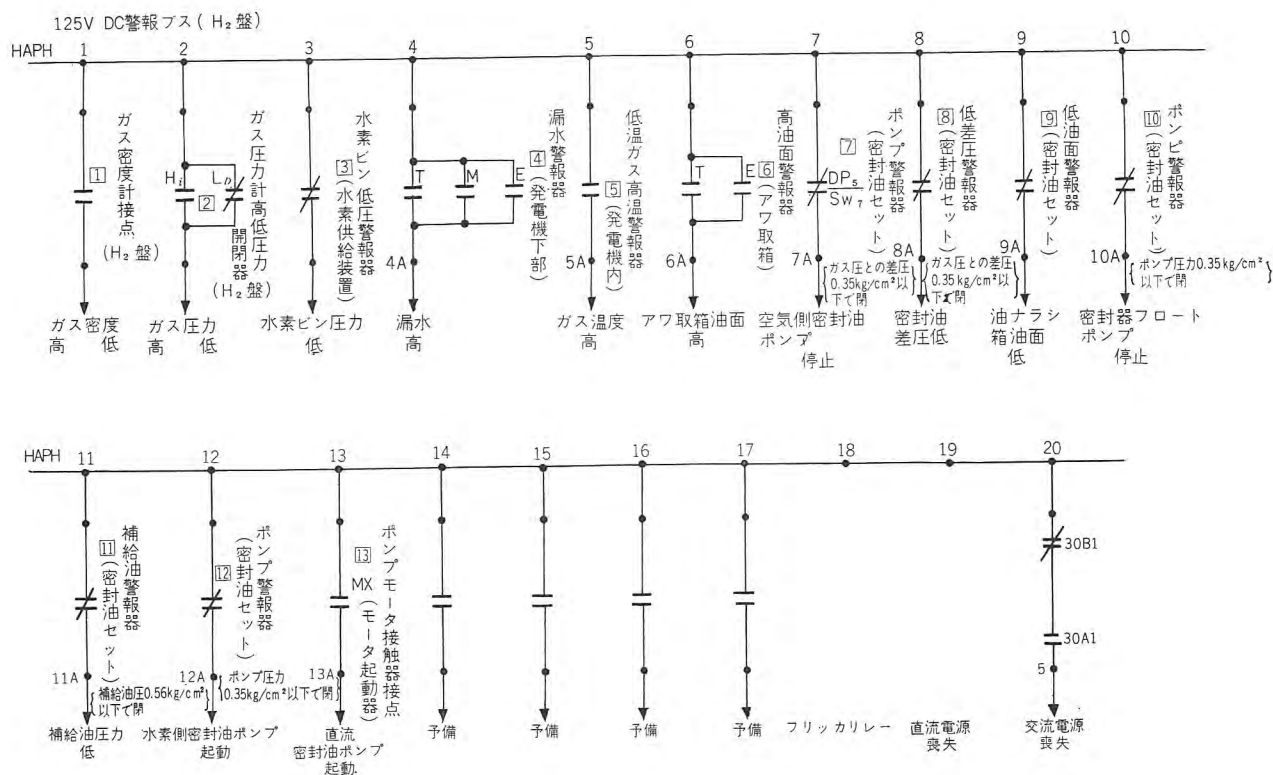 125V DC警報ブス ( H₂ 盤)
HAPH 1 2 3 4 5 6 7 8 9 10
1
ガス密度計接点
(H₂ 盤)
ガス密度
高 低
Hi
2
ガス圧力計高低圧力
開閉器
(H₂ 盤)
ガス圧力
高 低
水素ビン低圧警報器
3 (水素供給装置)
水素ビン圧力
低
T M E
漏水警報器
4 (発電機下部)
4A
漏水
高
低温ガス高温警報器
5 (発電機内)
5A
ガス温度
高
T E
高油面警報器
6 (アワ取箱)
6A
アワ取箱油面
高
DP₅
Sw₇
ポンプ警報器
7 (密封油セット)
7A
ガス圧との差圧
0.35kg/cm²以
下で閉
空気側密封油
ポンプ
停止
低差圧警報器
8 (密封油セット)
8A
ガス圧との差圧
0.35kg/cm²以
下で閉
密封油
差圧低
低油面警報器
9 (密封油セット)
9A
油ナラシ
箱油面
低
ポンピ警報器
10 (密封油セット)
10A
ポンプ圧力0.35kg/cm²
以下で閉
密封器フロート
ポンプ
停止
HAPH 11 12 13 14 15 16 17 18 19 20
補給油警報器
11 (密封油セット)
11A
補給油圧0.56kg/cm²
以下で閉
補給油圧力
低
ポンプ警報器
12 (密封油セット)
12A
ポンプ圧力
0.35kg/cm²以下で閉
水素側密封油ポンプ
起動
ポンプモータ接触器接点
13 MX (モータ起動器)
13A
直流
密封油ポンプ
起動.
予備
予備
予備
予備
フリッカリレー
直流電源
喪失
30B1
30A1
5
交流電源
喪失